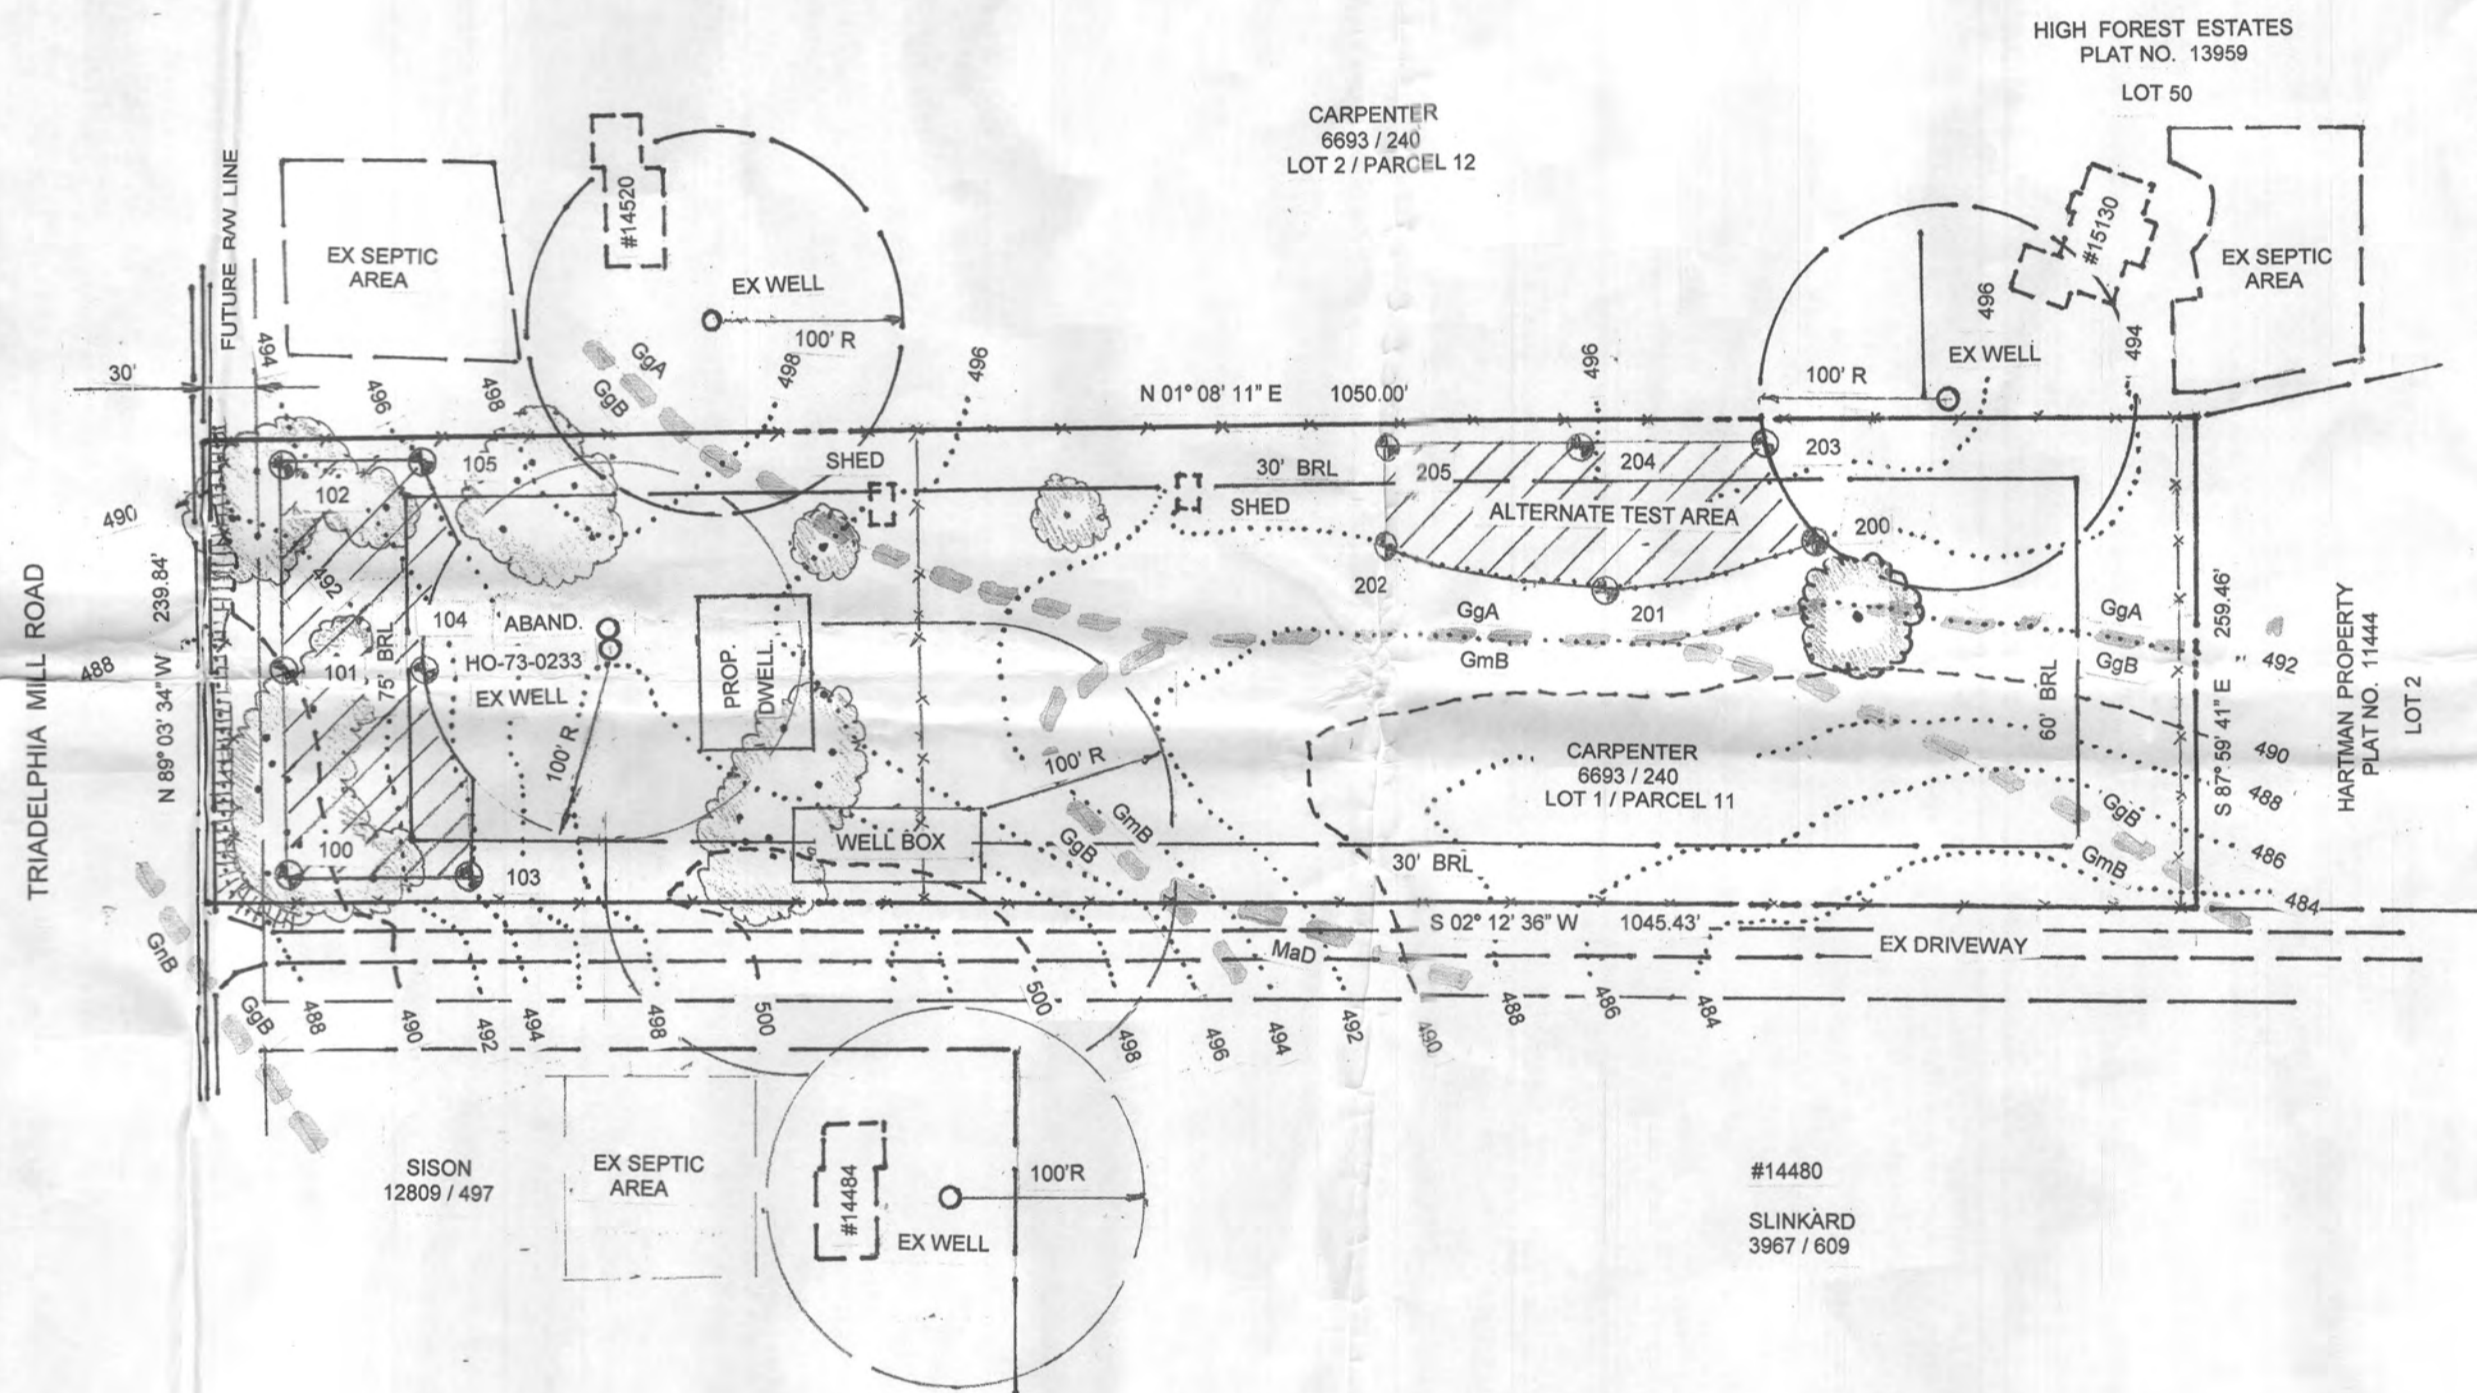 HIGH FOREST ESTATES
PLAT NO. 13959
LOT 50
CARPENTER
6693 / 240
LOT 2 / PARCEL 12
FUTURE R/W LINE
EX SEPTIC
AREA
#14520
EX WELL
100' R
#15130
EX SEPTIC
AREA
496
494
EX WELL
100' R
30'
494
496
498
GgA
GgB
498
496
N 01° 08' 11" E 1050.00'
496
490
488
TRIADELPHIA MILL ROAD
N 89° 03' 34" W 239.84'
102
105
SHED
30' BRL
SHED
205
204
203
ALTERNATE TEST AREA
200
202
201
492
104
101
75' BRL
100
103
ABAND.
HO-73-0233
EX WELL
100' R
PROP.
DWELL.
WELL BOX
100' R
GgA
GmB
GgA
GgB
60' BRL
S 87° 59' 41" E 259.46'
HARTMAN PROPERTY
PLAT NO. 11444
LOT 2
492
490
488
486
484
CARPENTER
6693 / 240
LOT 1 / PARCEL 11
GmB
GgB
GgB
GmB
30' BRL
S 02° 12' 36" W 1045.43'
MaD
EX DRIVEWAY
GmB
GgB
488
490
492
494
498
500
500
498
496
494
492
490
488
486
484
SISON
12809 / 497
EX SEPTIC
AREA
#14484
EX WELL
100'R
#14480
SLINKARD
3967 / 609